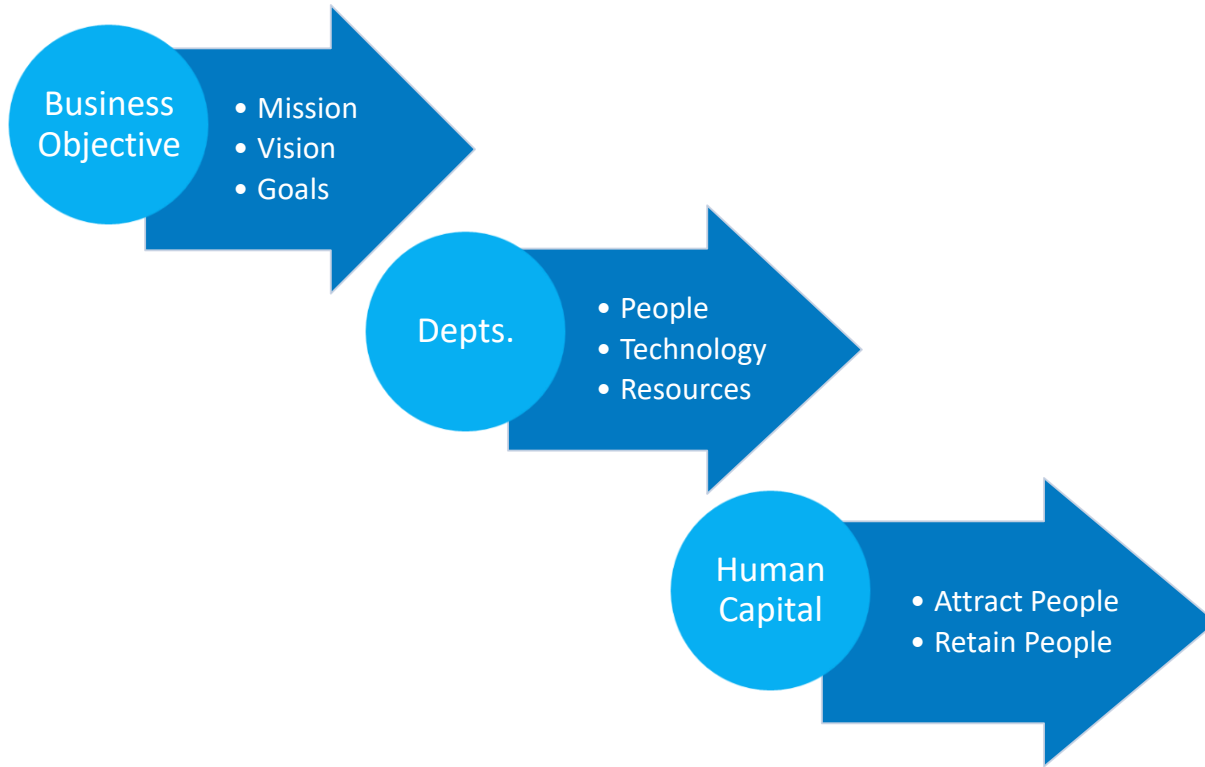 Business
Objective
• Mission
• Vision
• Goals
Depts.
• People
• Technology
• Resources
Human
Capital
• Attract People
• Retain People